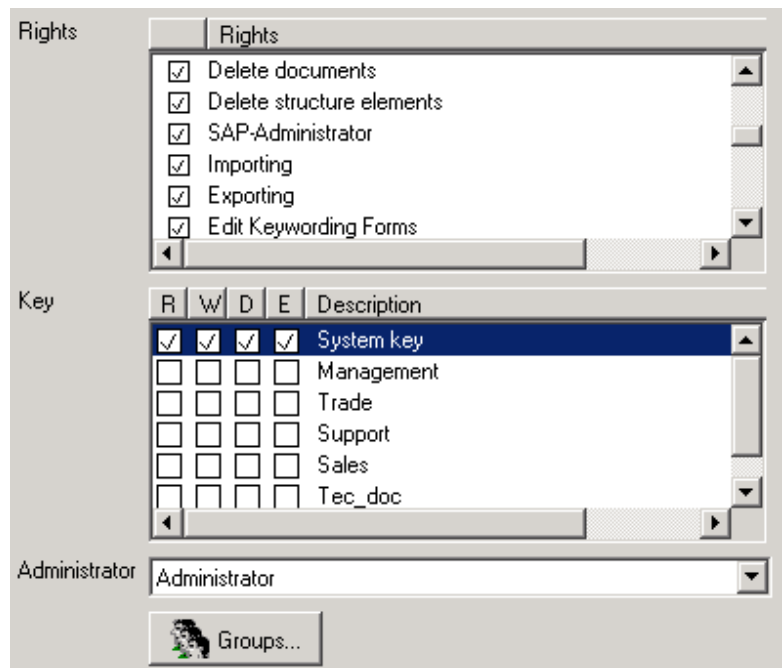 Rights
Rights
Delete documents
Delete structure elements
SAP-Administrator
Importing
Exporting
Edit Keywording Forms
Key
R W D E Description
System key
Management
Trade
Support
Sales
Tec_doc
Administrator Administrator
Groups...